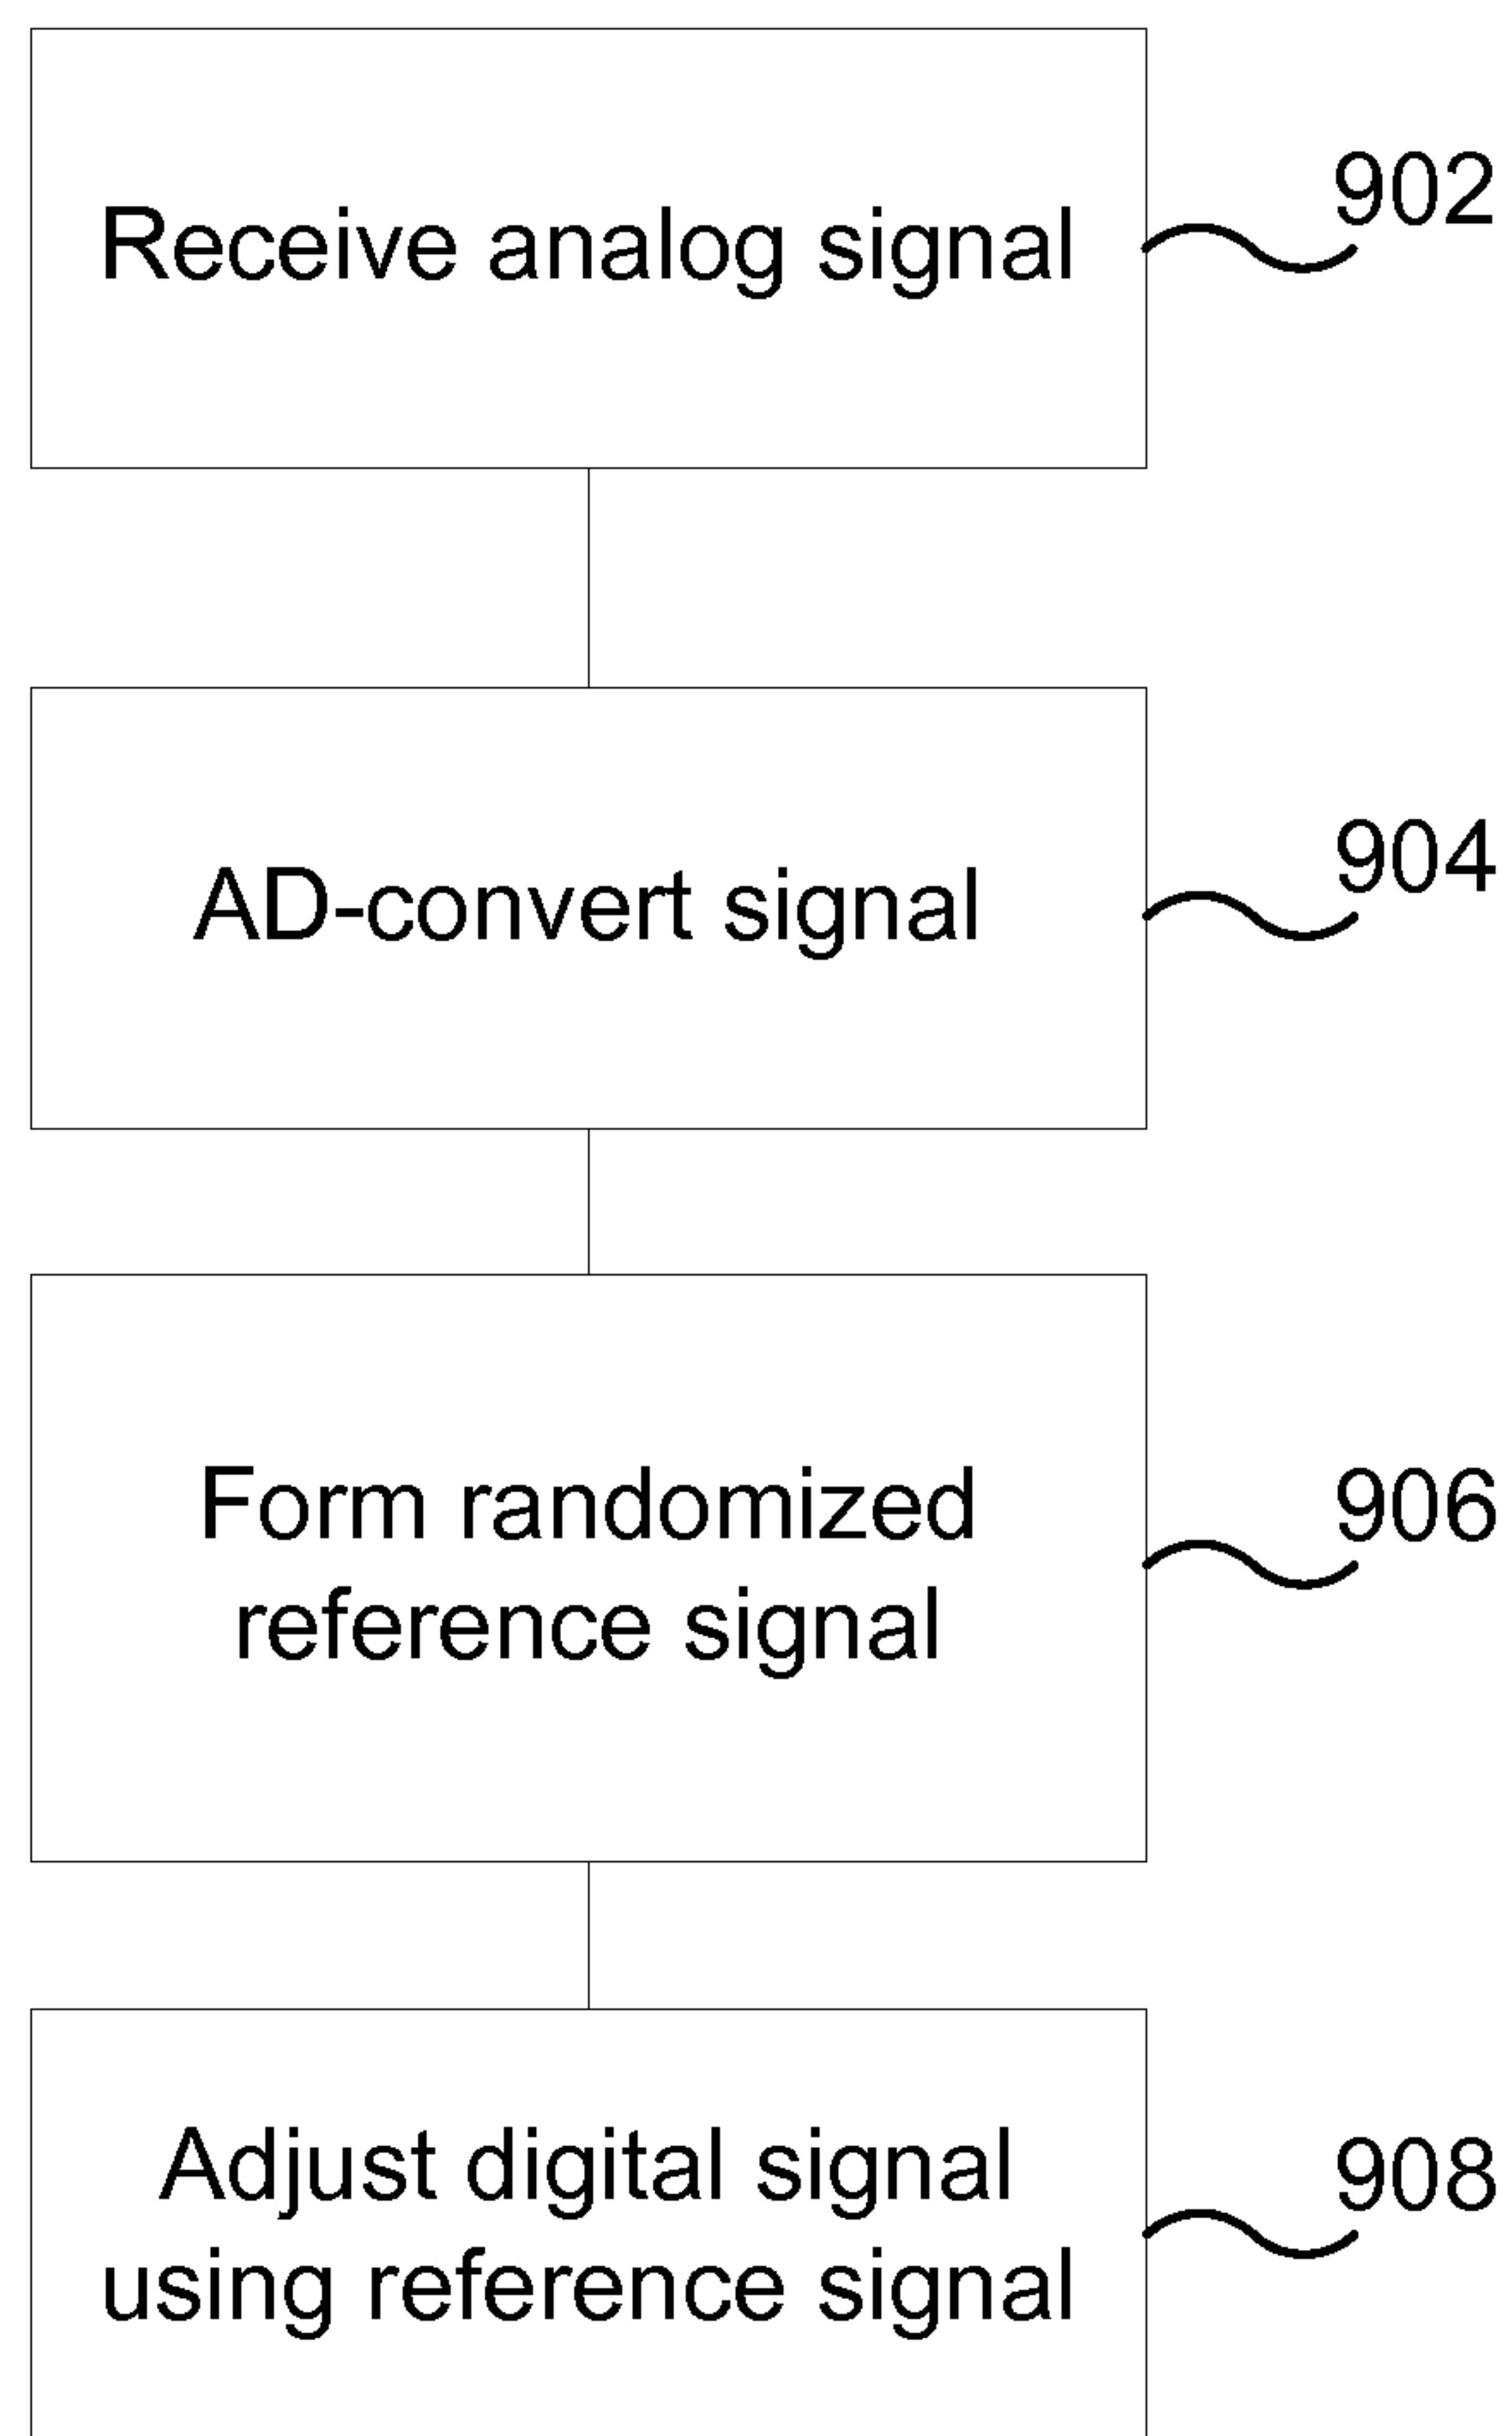 Receive analog signal
902
AD-convert signal
904
Form randomized
reference signal
906
Adjust digital signal
using reference signal
908